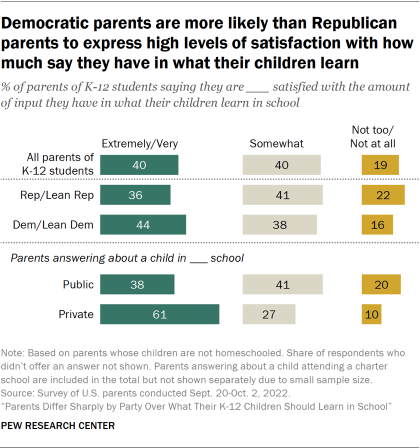 Democratic parents are more likely than Republican
parents to express high levels of satisfaction with how
much say they have in what their children learn
% of parents of K-12 students saying they are ___ satisfied with the amount
of input they have in what their children learn in school
Extremely/Very Somewhat Not too/
Not at all
All parents of
K-12 students 40 40 19
Rep/Lean Rep 36 41 22
Dem/Lean Dem 44 38 16
Parents answering about a child in ___ school
Public 38 41 20
Private 61 27 10
Note: Based on parents whose children are not homeschooled. Share of respondents who
didn't offer an answer not shown. Parents answering about a child attending a charter
school are included in the total but not shown separately due to small sample size.
Source: Survey of U.S. parents conducted Sept. 20-Oct. 2, 2022.
"Parents Differ Sharply by Party Over What Their K-12 Children Should Learn in School"
PEW RESEARCH CENTER